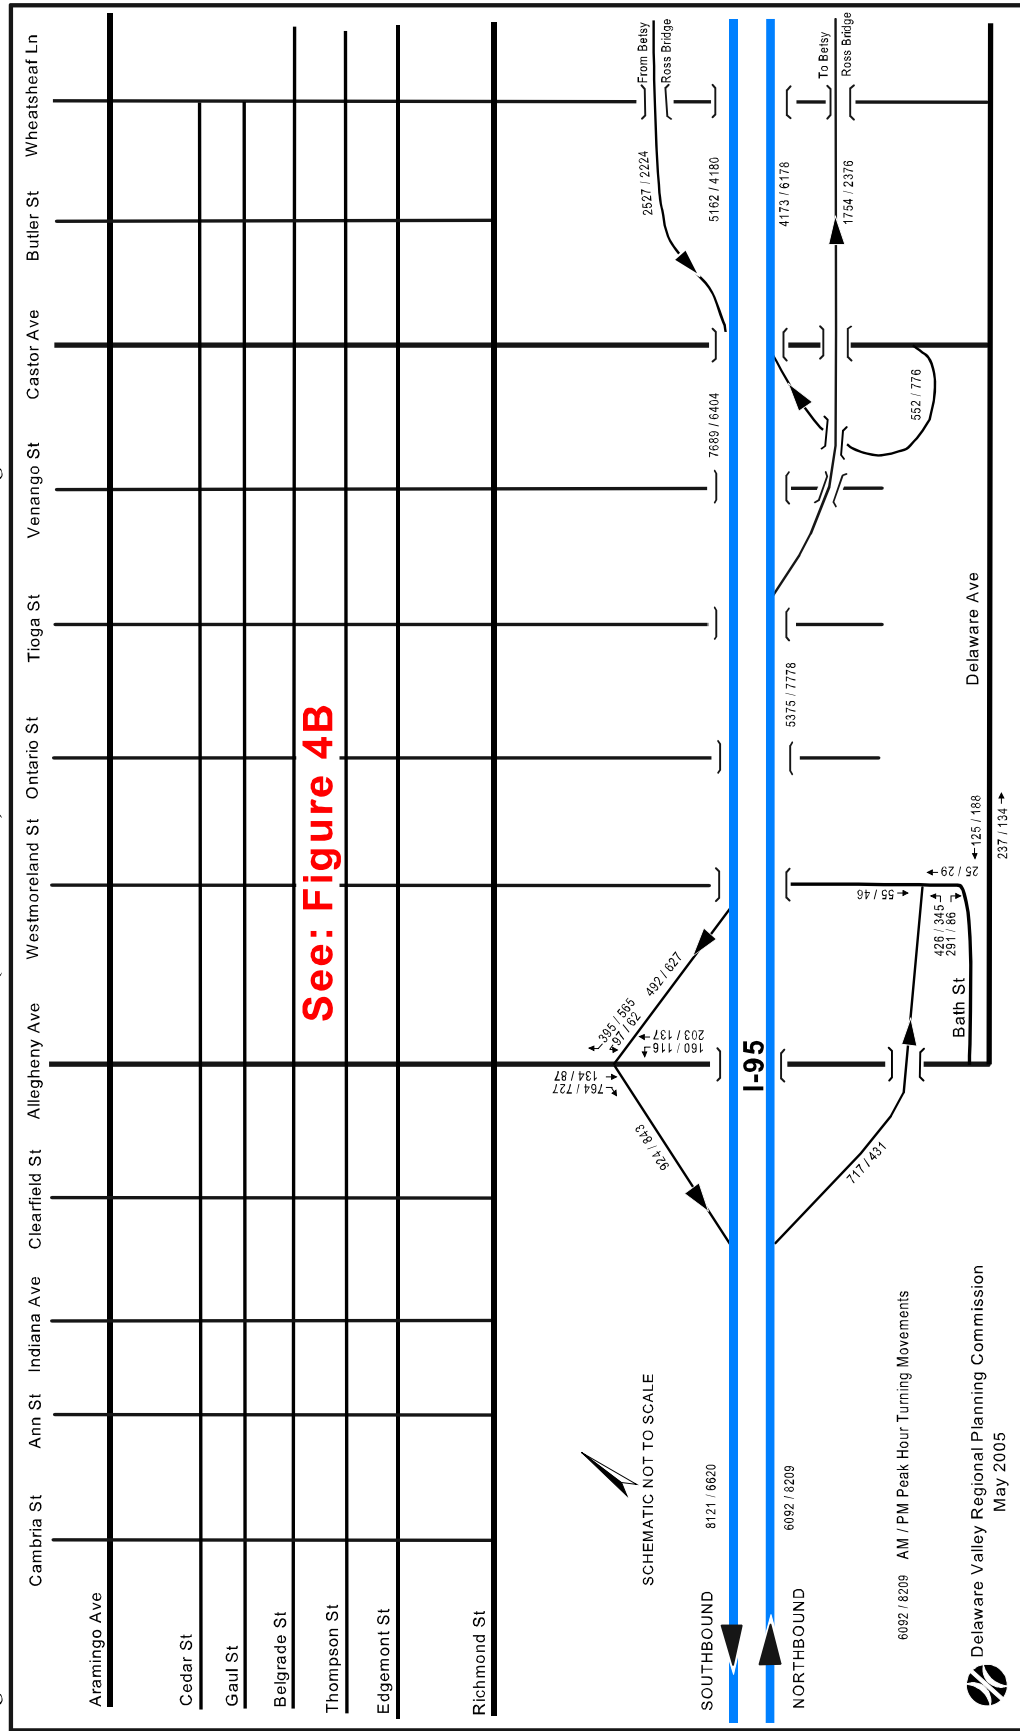 Cambria St
Ann St
Indiana Ave
Clearfield St
Allegheny Ave
Westmoreland St
Ontario St
Tioga St
Venango St
Castor Ave
Butler St
Wheatsheaf Ln
Aramingo Ave
Cedar St
Gaul St
Belgrade St
Thompson St
Edgemont St
Richmond St
See: Figure 4B
From Betsy
Ross Bridge
2527 / 2224
5162 / 4180
7689 / 6404
492 / 627
395 / 565
97 / 62
203 / 137
160 / 116
134 / 87
764 / 727
924 / 843
SCHEMATIC NOT TO SCALE
8121 / 6620
SOUTHBOUND
I-95
NORTHBOUND
6092 / 8209
5375 / 7778
4173 / 6178
To Betsy
Ross Bridge
1754 / 2376
552 / 776
717 / 431
55 / 46
25 / 29
426 / 345
291 / 86
Bath St
125 / 188
237 / 134
Delaware Ave
6092 / 8209 AM / PM Peak Hour Turning Movements
Delaware Valley Regional Planning Commission
May 2005